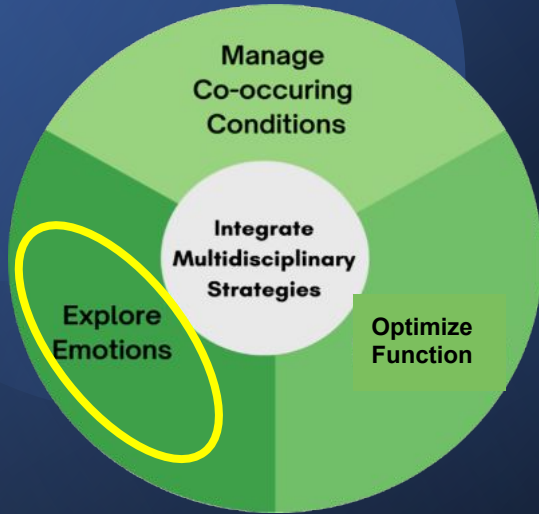 Manage
Co-occuring
Conditions
Integrate
Multidisciplinary
Strategies
Explore
Emotions
Optimize
Function